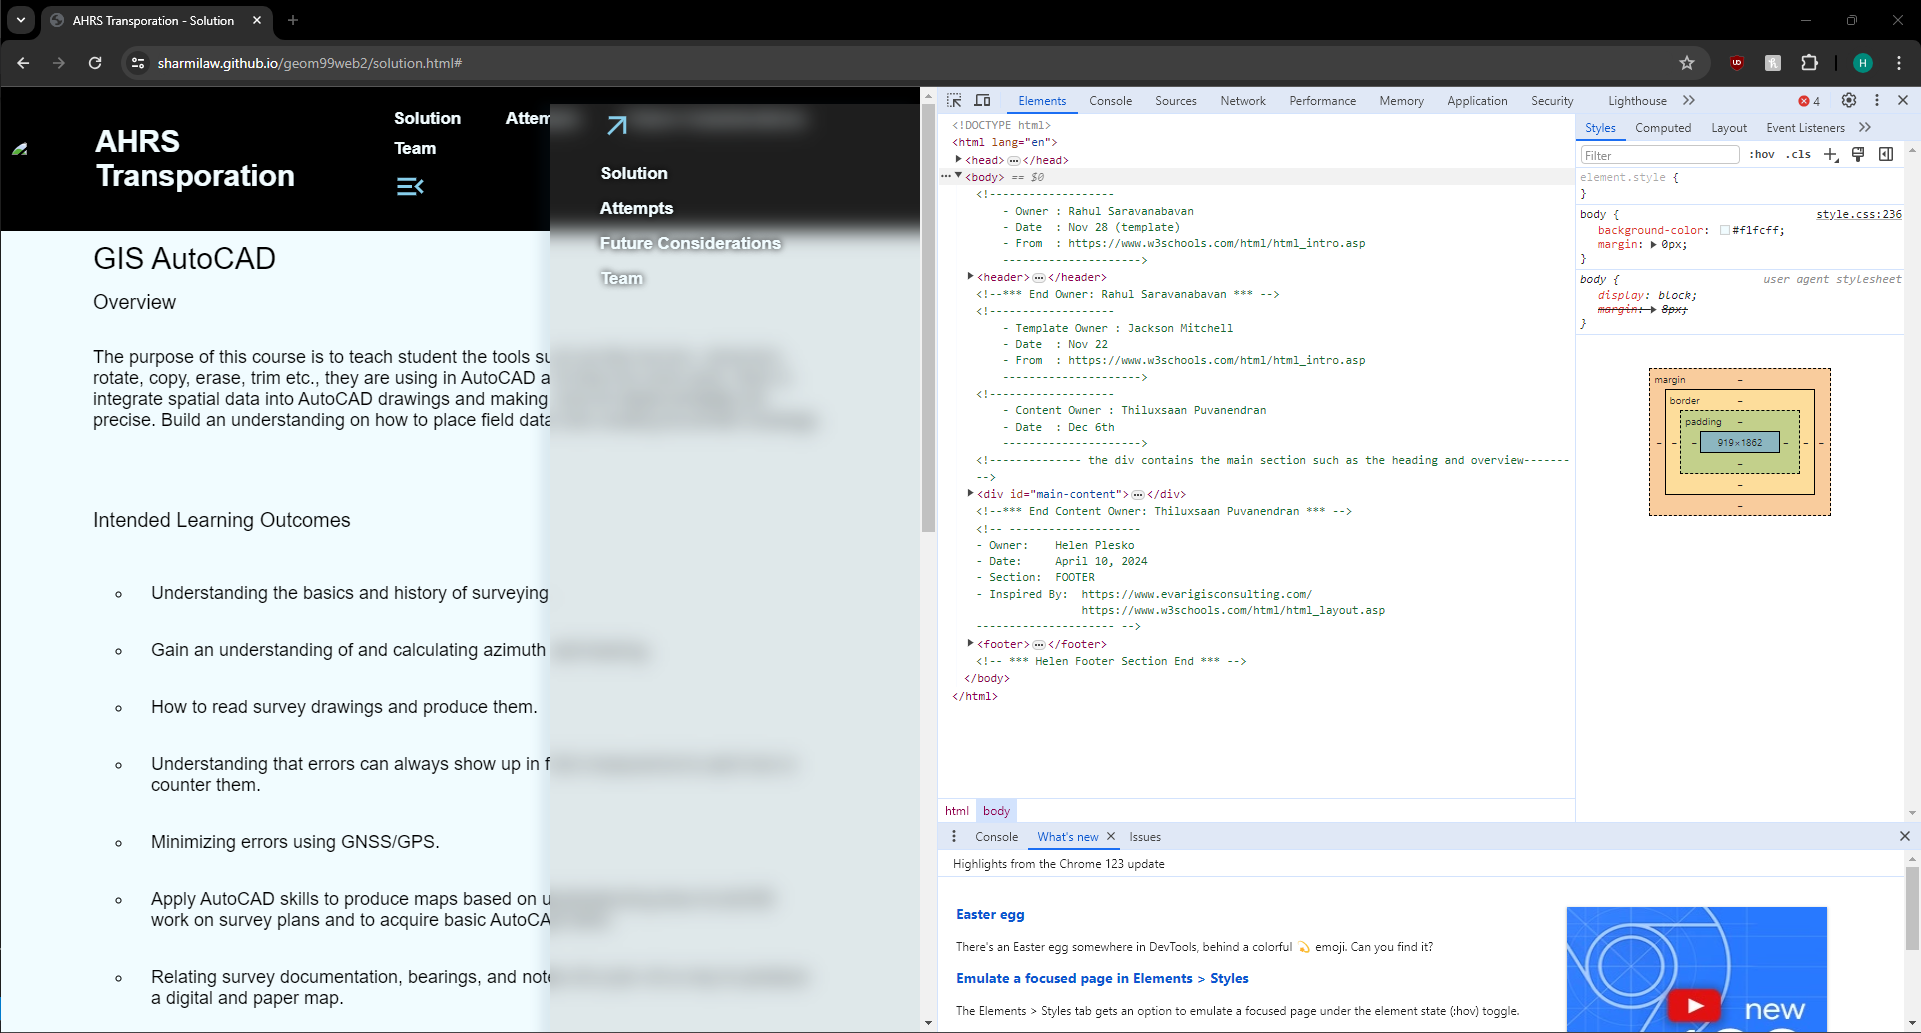 AHRS Transporation - Solution
sharmilaw.github.io/geom99web2/solution.html#
AHRS
Transporation
Solution
Attem
Team
Solution
Attempts
Future Considerations
Team
GIS AutoCAD
Overview
The purpose of this course is to teach student the tools su
rotate, copy, erase, trim etc., they are using in AutoCAD a
integrate spatial data into AutoCAD drawings and making
precise. Build an understanding on how to place field data
Intended Learning Outcomes
Understanding the basics and history of surveying
Gain an understanding of and calculating azimuth
How to read survey drawings and produce them.
Understanding that errors can always show up in f
counter them.
Minimizing errors using GNSS/GPS.
Apply AutoCAD skills to produce maps based on u
work on survey plans and to acquire basic AutoCA
Relating survey documentation, bearings, and note
a digital and paper map.
Elements Console Sources Network Performance Memory Application Security Lighthouse 4
<!DOCTYPE html>
<html lang="en">
<head> </head>
<body> == $0
<!-------------------
- Owner : Rahul Saravanabavan
- Date : Nov 28 (template)
- From : https://www.w3schools.com/html/html_intro.asp
--------------------->
<header> </header>
<!--*** End Owner: Rahul Saravanabavan *** -->
<!-------------------
- Template Owner : Jackson Mitchell
- Date : Nov 22
- From : https://www.w3schools.com/html/html_intro.asp
--------------------->
<!-------------------
- Content Owner : Thiluxsaan Puvanendran
- Date : Dec 6th
--------------------->
<!-------------- the div contains the main section such as the heading and overview-------
-->
<div id="main-content"> </div>
<!--*** End Content Owner: Thiluxsaan Puvanendran *** -->
<!-- --------------------
- Owner: Helen Plesko
- Date: April 10, 2024
- Section: FOOTER
- Inspired By: https://www.evarigisconsulting.com/
https://www.w3schools.com/html/html_layout.asp
--------------------- -->
<footer> </footer>
<!-- *** Helen Footer Section End *** -->
</body>
</html>
html body
Styles Computed Layout Event Listeners
Filter :hov .cls
element.style {
}
body { style.css:236
background-color: #f1fcff;
margin: 0px;
}
body { user agent stylesheet
display: block;
margin: 8px;
}
margin -
border -
padding -
- - - 919×1862 - - -
-
-
-
Console What's new Issues
Highlights from the Chrome 123 update
Easter egg
There's an Easter egg somewhere in DevTools, behind a colorful 💫 emoji. Can you find it?
Emulate a focused page in Elements > Styles
The Elements > Styles tab gets an option to emulate a focused page under the element state (:hov) toggle.
new
H